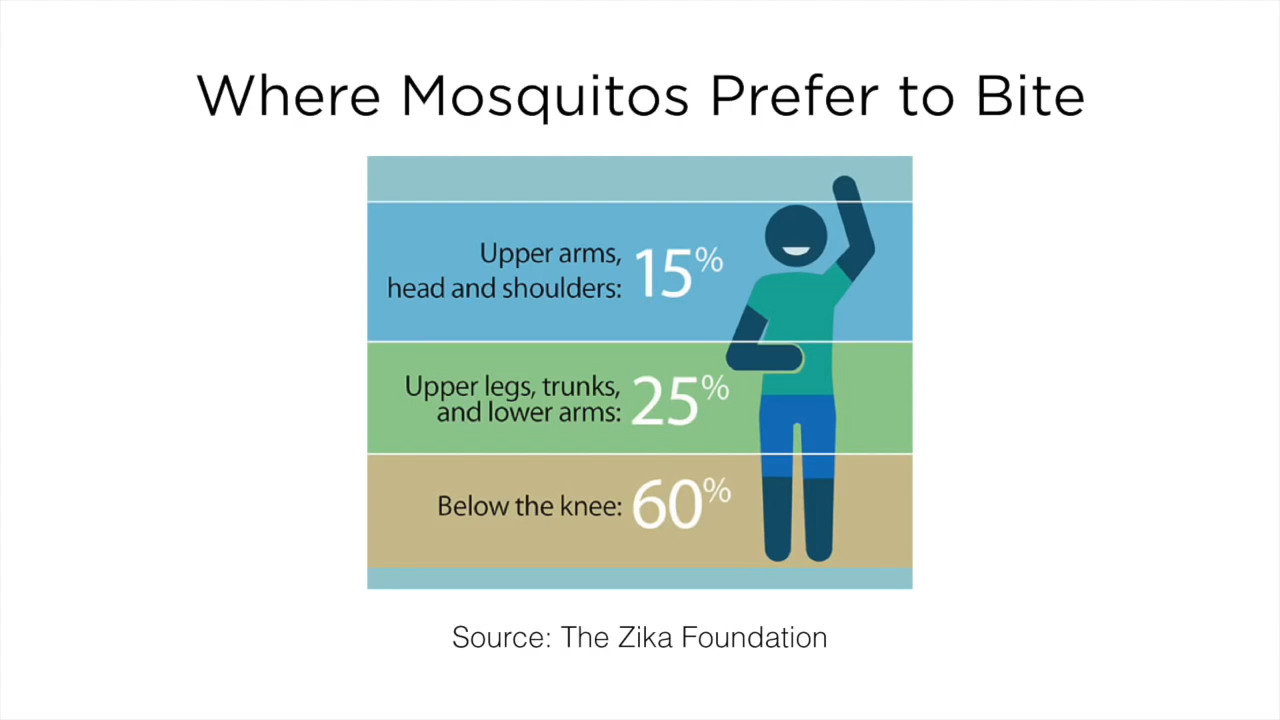 Where Mosquitos Prefer to Bite
Upper arms,
head and shoulders: 15%
Upper legs, trunks,
and lower arms: 25%
Below the knee: 60%
Source: The Zika Foundation